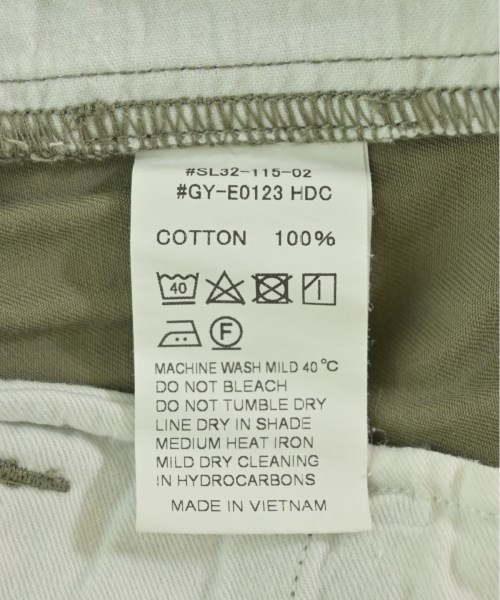 #SL32-115-02
#GY-E0123 HDC
COTTON 100%
40
F
MACHINE WASH MILD 40 °C
DO NOT BLEACH
DO NOT TUMBLE DRY
LINE DRY IN SHADE
MEDIUM HEAT IRON
MILD DRY CLEANING
IN HYDROCARBONS
MADE IN VIETNAM